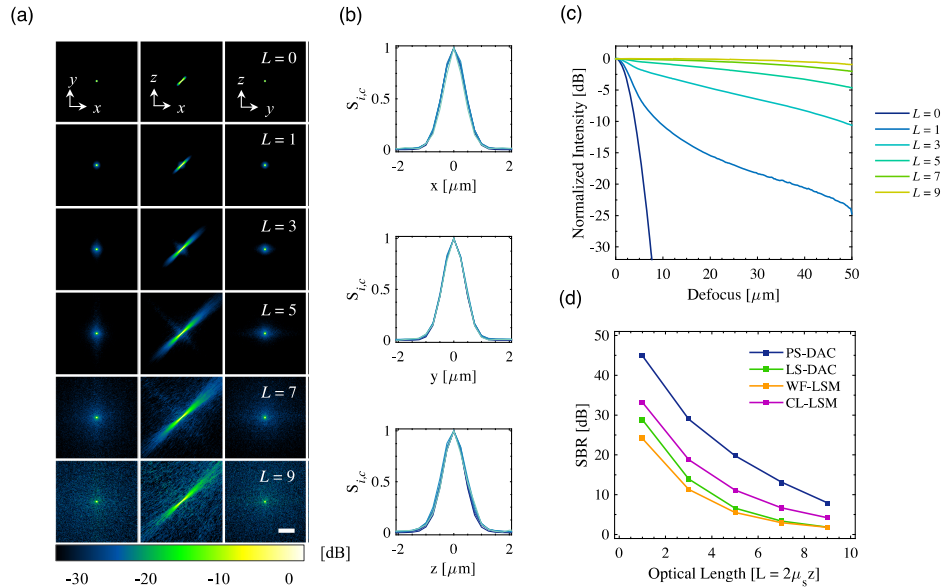 (a)
L = 0
y
x
z
x
z
y
L = 1
L = 3
L = 5
L = 7
L = 9
[dB]
−30
−20
−10
0
(b)
1
0.5
0
S_{i,c}
-2
0
2
x [μm]
1
0.5
0
S_{i,c}
-2
0
2
y [μm]
1
0.5
0
S_{i,c}
-2
0
2
z [μm]
(c)
0
-5
-10
-15
-20
-25
-30
Normalized Intensity [dB]
0
10
20
30
40
50
Defocus [μm]
L = 0
L = 1
L = 3
L = 5
L = 7
L = 9
(d)
50
40
30
20
10
0
SBR [dB]
0
2
4
6
8
10
Optical Length [L = 2μ_s z]
PS-DAC
LS-DAC
WF-LSM
CL-LSM